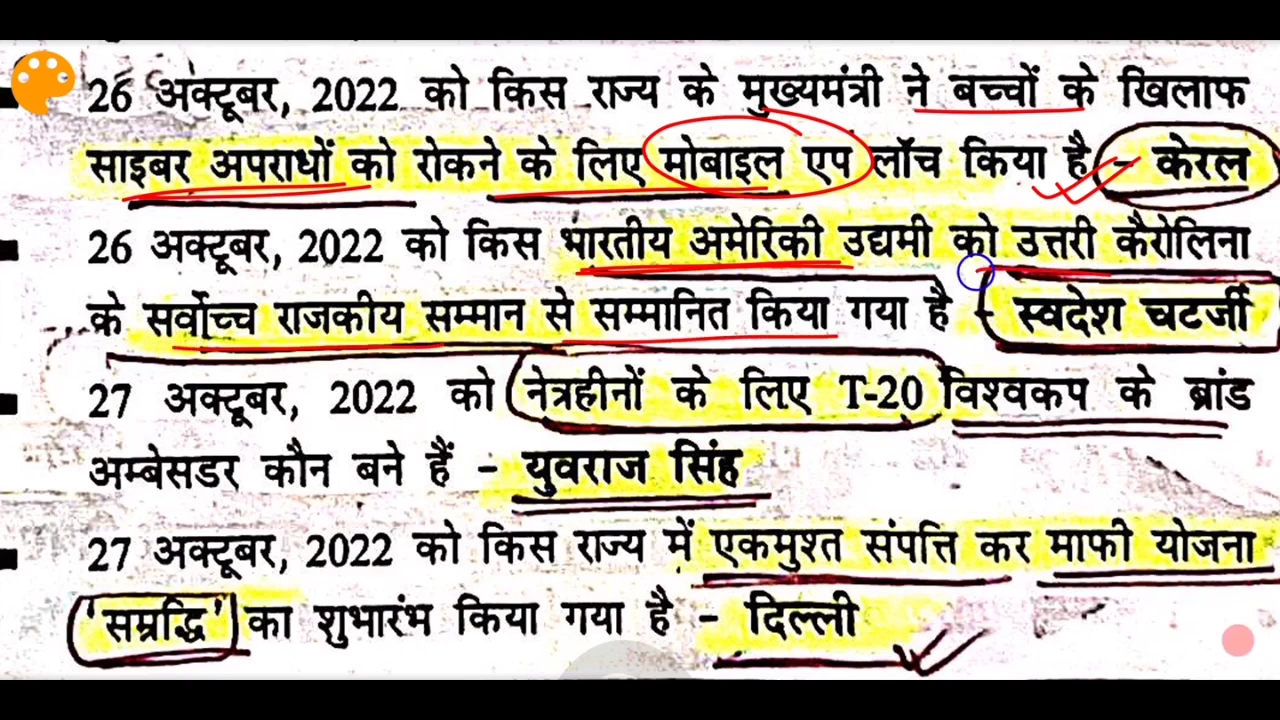 26 अक्टूबर, 2022 को किस राज्य के मुख्यमंत्री ने बच्चों के खिलाफ
साइबर अपराधों को रोकने के लिए मोबाइल एप लॉच किया है - केरल
26 अक्टूबर, 2022 को किस भारतीय अमेरिकी उद्यमी को उत्तरी कैरोलिना
के सर्वोच्च राजकीय सम्मान से सम्मानित किया गया है - स्वदेश चटर्जी
27 अक्टूबर, 2022 को नेत्रहीनों के लिए T-20 विश्वकप के ब्रांड
अम्बेसडर कौन बने हैं - युवराज सिंह
27 अक्टूबर, 2022 को किस राज्य में एकमुश्त संपत्ति कर माफी योजना
'सम्रद्धि' का शुभारंभ किया गया है - दिल्ली